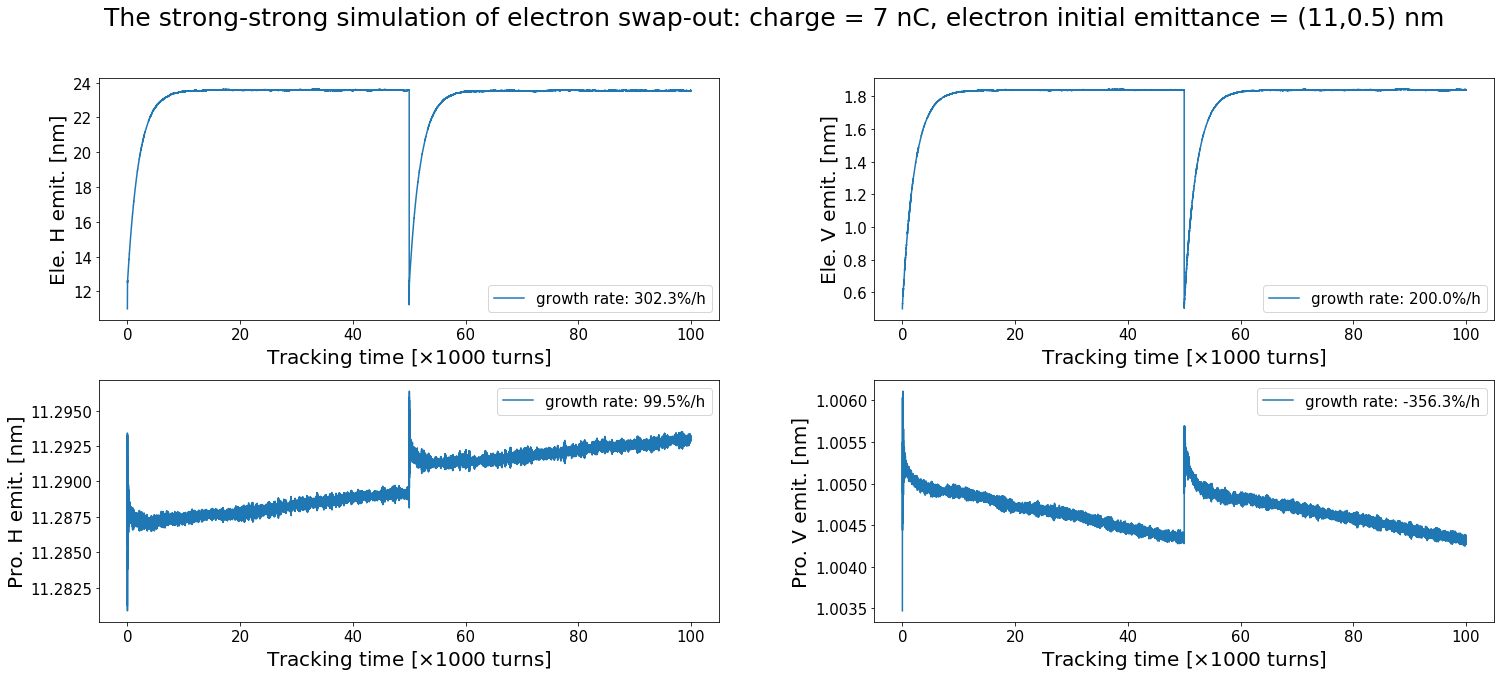 The strong-strong simulation of electron swap-out: charge = 7 nC, electron initial emittance = (11,0.5) nm
Ele. H emit. [nm]
24
22
20
18
16
14
12
growth rate: 302.3%/h
0 20 40 60 80 100
Tracking time [×1000 turns]
Ele. V emit. [nm]
1.8
1.6
1.4
1.2
1.0
0.8
0.6
growth rate: 200.0%/h
0 20 40 60 80 100
Tracking time [×1000 turns]
Pro. H emit. [nm]
11.2950
11.2925
11.2900
11.2875
11.2850
11.2825
growth rate: 99.5%/h
0 20 40 60 80 100
Tracking time [×1000 turns]
Pro. V emit. [nm]
1.0060
1.0055
1.0050
1.0045
1.0040
1.0035
growth rate: -356.3%/h
0 20 40 60 80 100
Tracking time [×1000 turns]